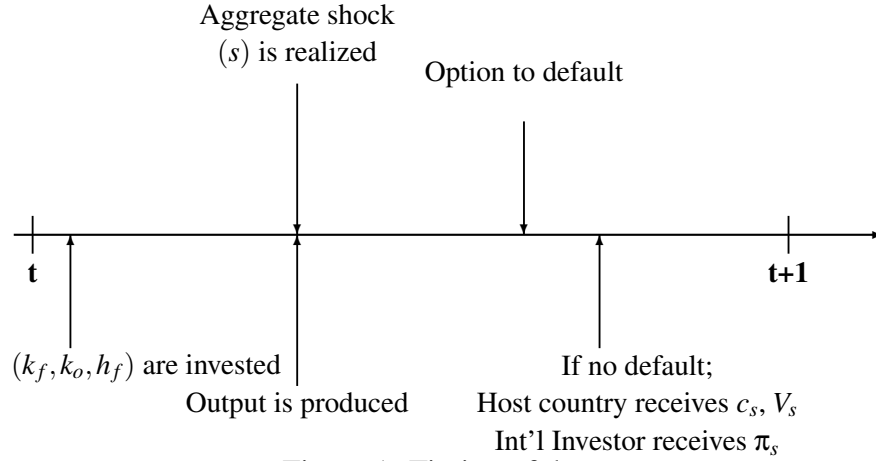 Aggregate shock
(s) is realized
Option to default
t
t+1
(k_f, k_o, h_f) are invested
Output is produced
If no default;
Host country receives c_s, V_s
Int'l Investor receives π_s